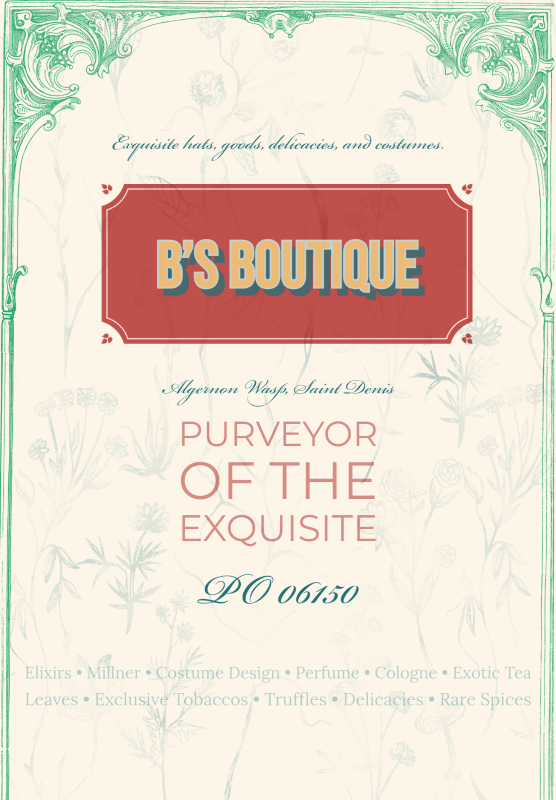 Exquisite hats, goods, delicacies, and costumes.
B'S BOUTIQUE
Algernon Wasp, Saint Denis
PURVEYOR
OF THE
EXQUISITE
PO 06150
Elixirs • Millner • Costume Design • Perfume • Cologne • Exotic Tea
Leaves • Exclusive Tobaccos • Truffles • Delicacies • Rare Spices